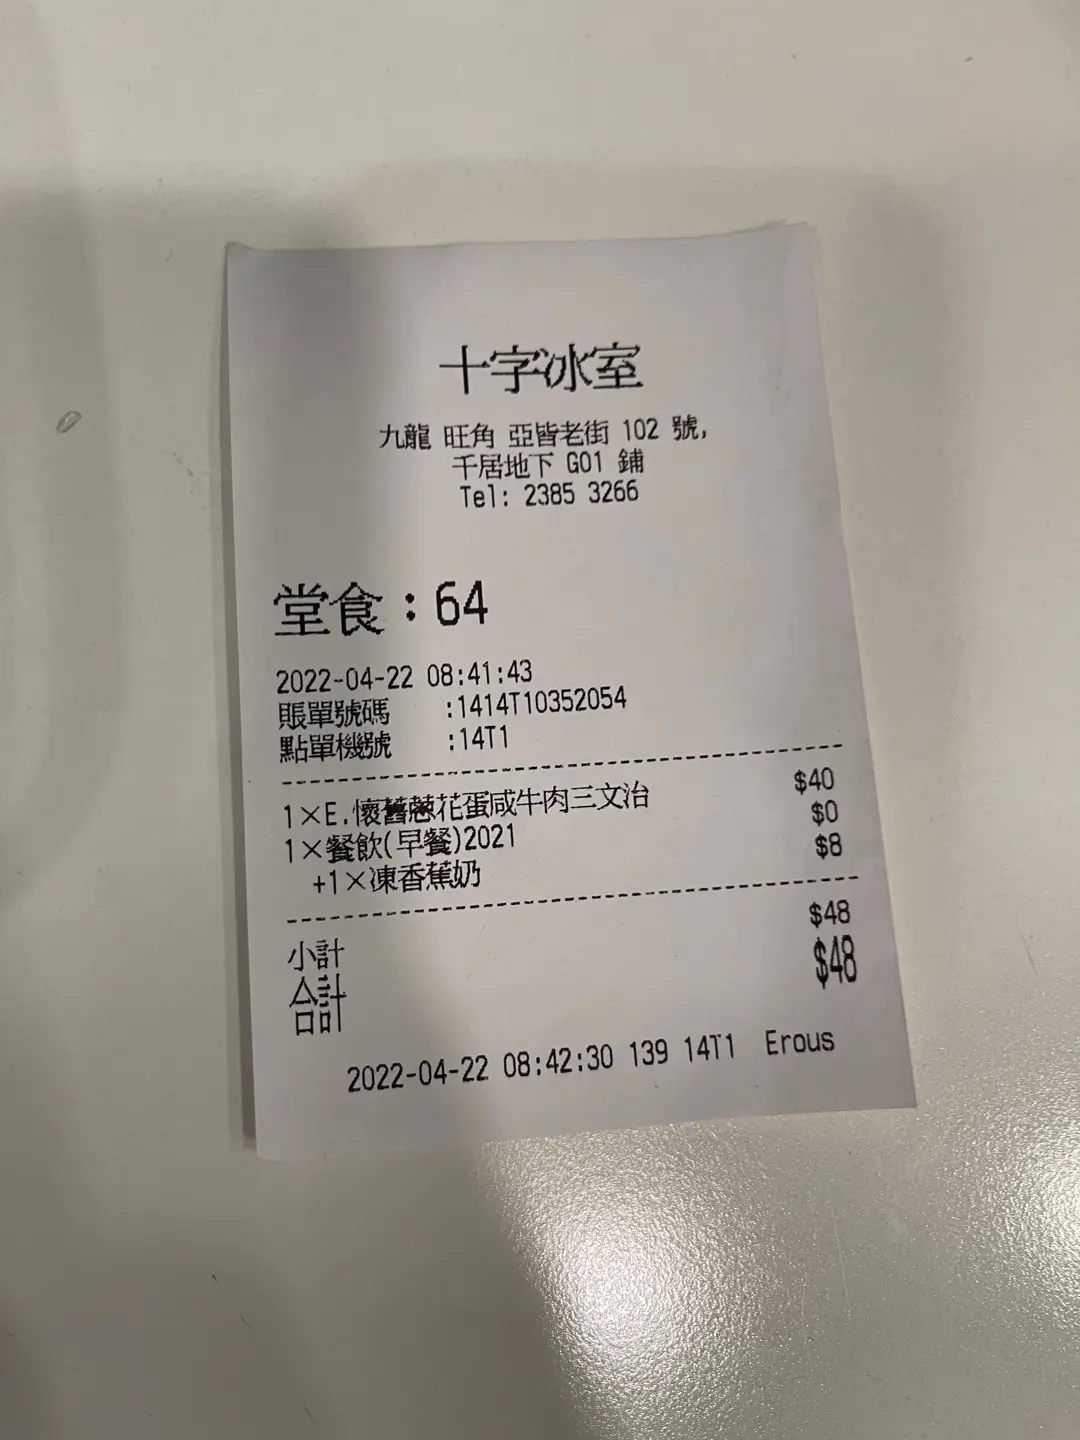 十字冰室
九龍 旺角 亞皆老街 102 號,
千居地下 G01 鋪
Tel: 2385 3266
堂食：64
2022-04-22 08:41:43
賬單號碼 :1414T10352054
點單機號 :14T1
1×E.懷舊蔥花蛋咸牛肉三文治 $40
1×餐飲(早餐)2021 $0
+1×凍香蕉奶 $8
小計 $48
合計 $48
2022-04-22 08:42:30 139 14T1 Erous